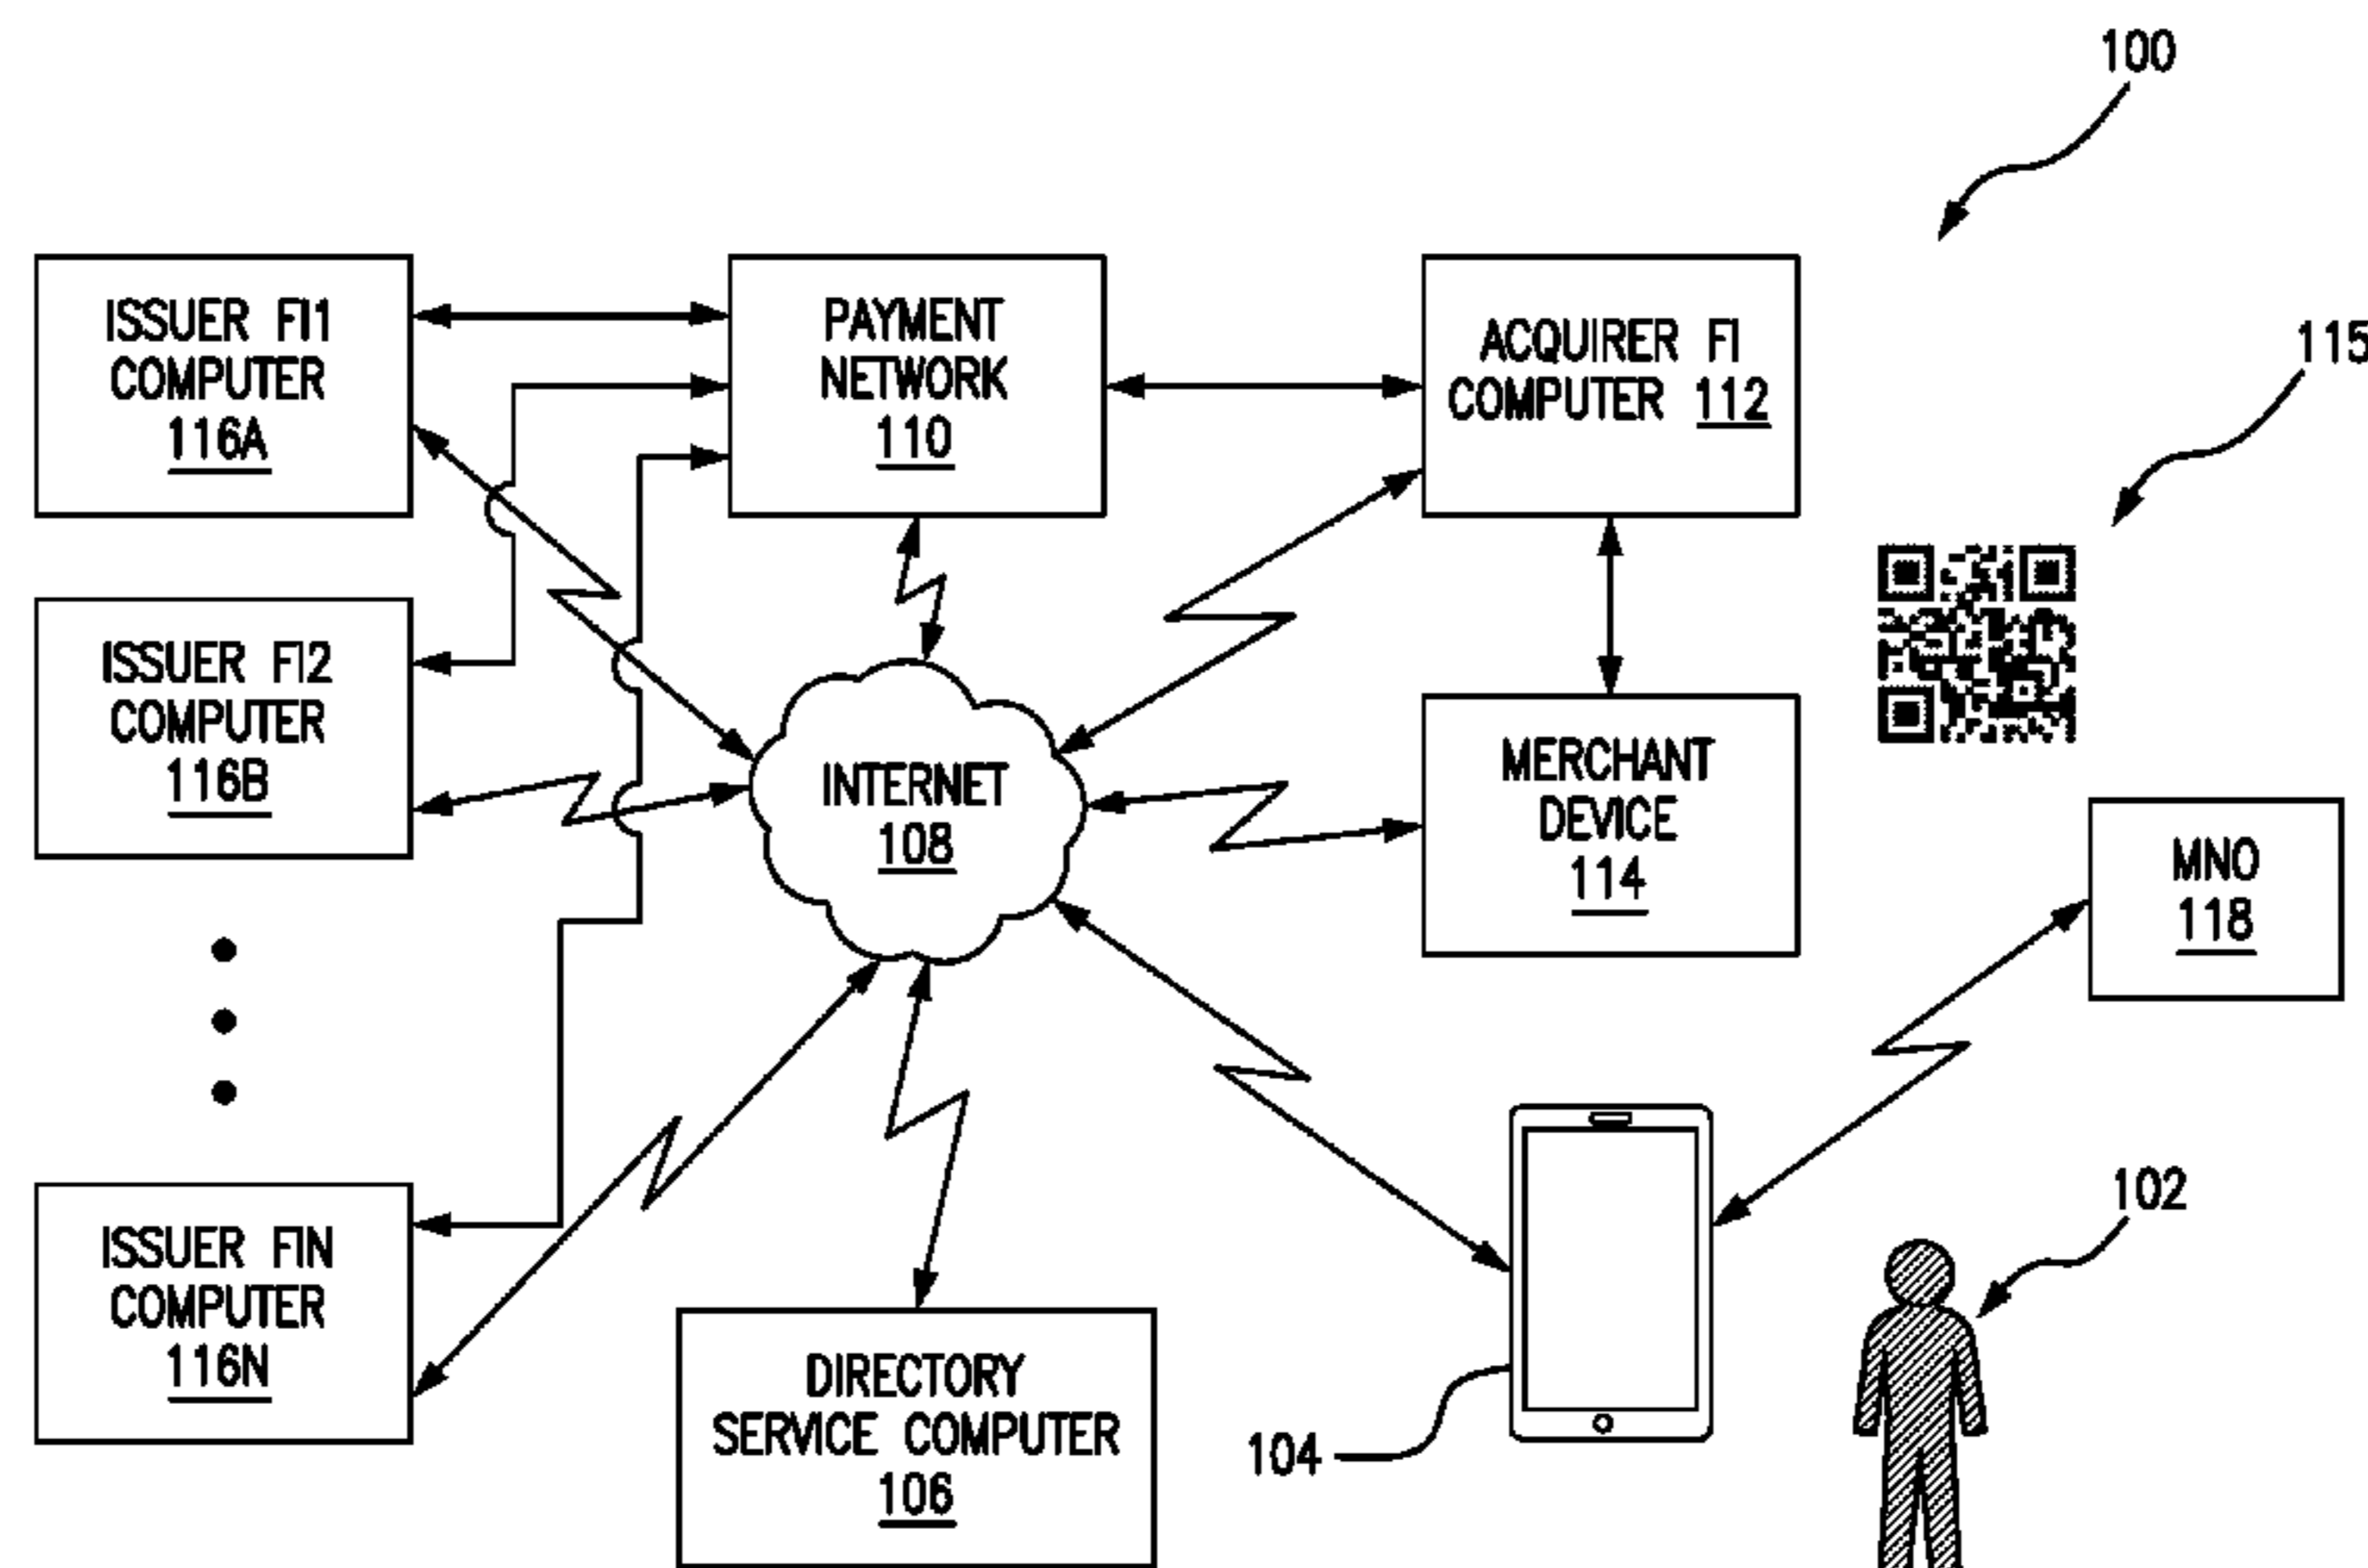 100
ISSUER FI1
COMPUTER
116A
PAYMENT
NETWORK
110
ACQUIRER FI
COMPUTER 112
115
ISSUER FI2
COMPUTER
116B
INTERNET
108
MERCHANT
DEVICE
114
MNO
118
ISSUER FIN
COMPUTER
116N
DIRECTORY
SERVICE COMPUTER
106
104
102